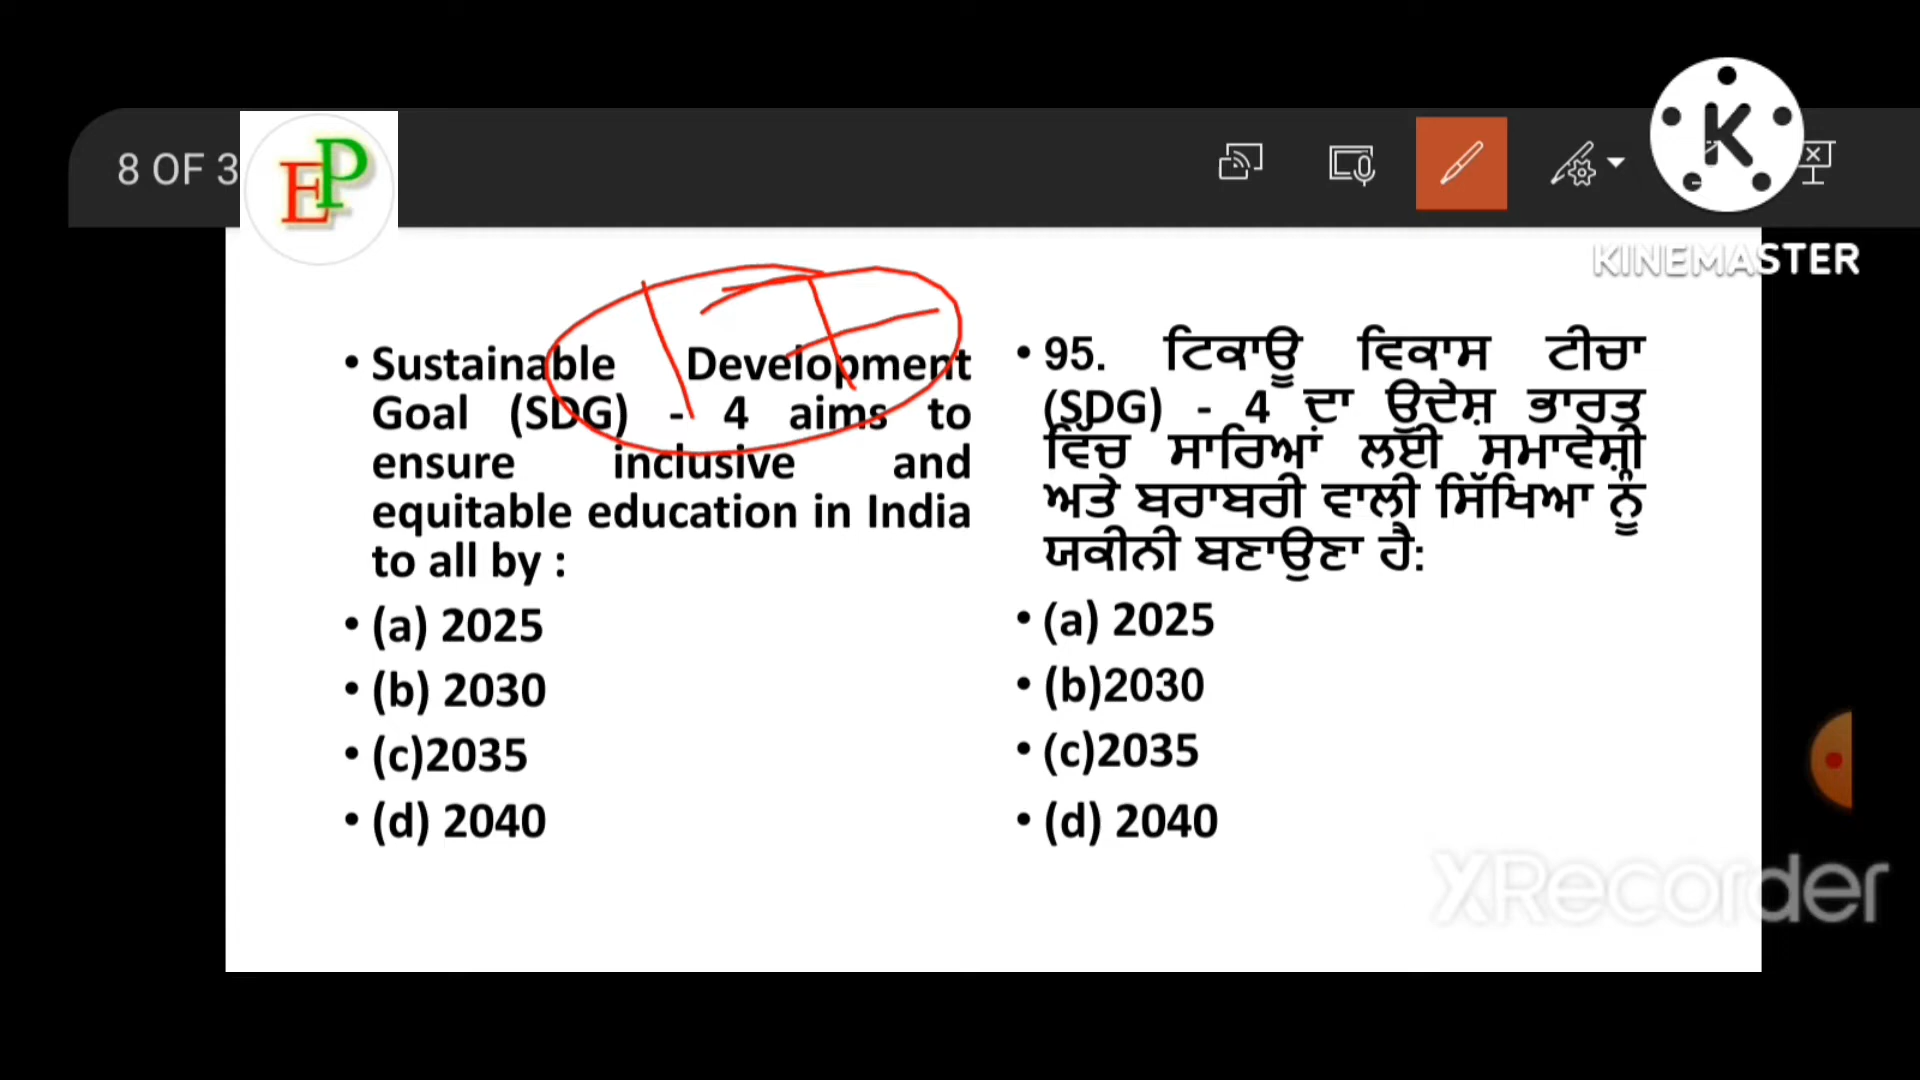 8 OF 3
EP
K
KINEMASTER
• Sustainable Development
Goal (SDG) - 4 aims to
ensure inclusive and
equitable education in India
to all by :
• (a) 2025
• (b) 2030
• (c)2035
• (d) 2040
• 95. ਟਿਕਾਊ ਵਿਕਾਸ ਟੀਚਾ
(SDG) - 4 ਦਾ ਉਦੇਸ਼ ਭਾਰਤ
ਵਿਚ ਸਾਰਿਆਂ ਲਈ ਸਮਾਵੇਸ਼ੀ
ਅਤੇ ਬਰਾਬਰੀ ਵਾਲੀ ਸਿੱਖਿਆ ਨੂੰ
ਯਕੀਨੀ ਬਣਾਉਣਾ ਹੈ:
• (a) 2025
• (b)2030
• (c)2035
• (d) 2040
XRecorder